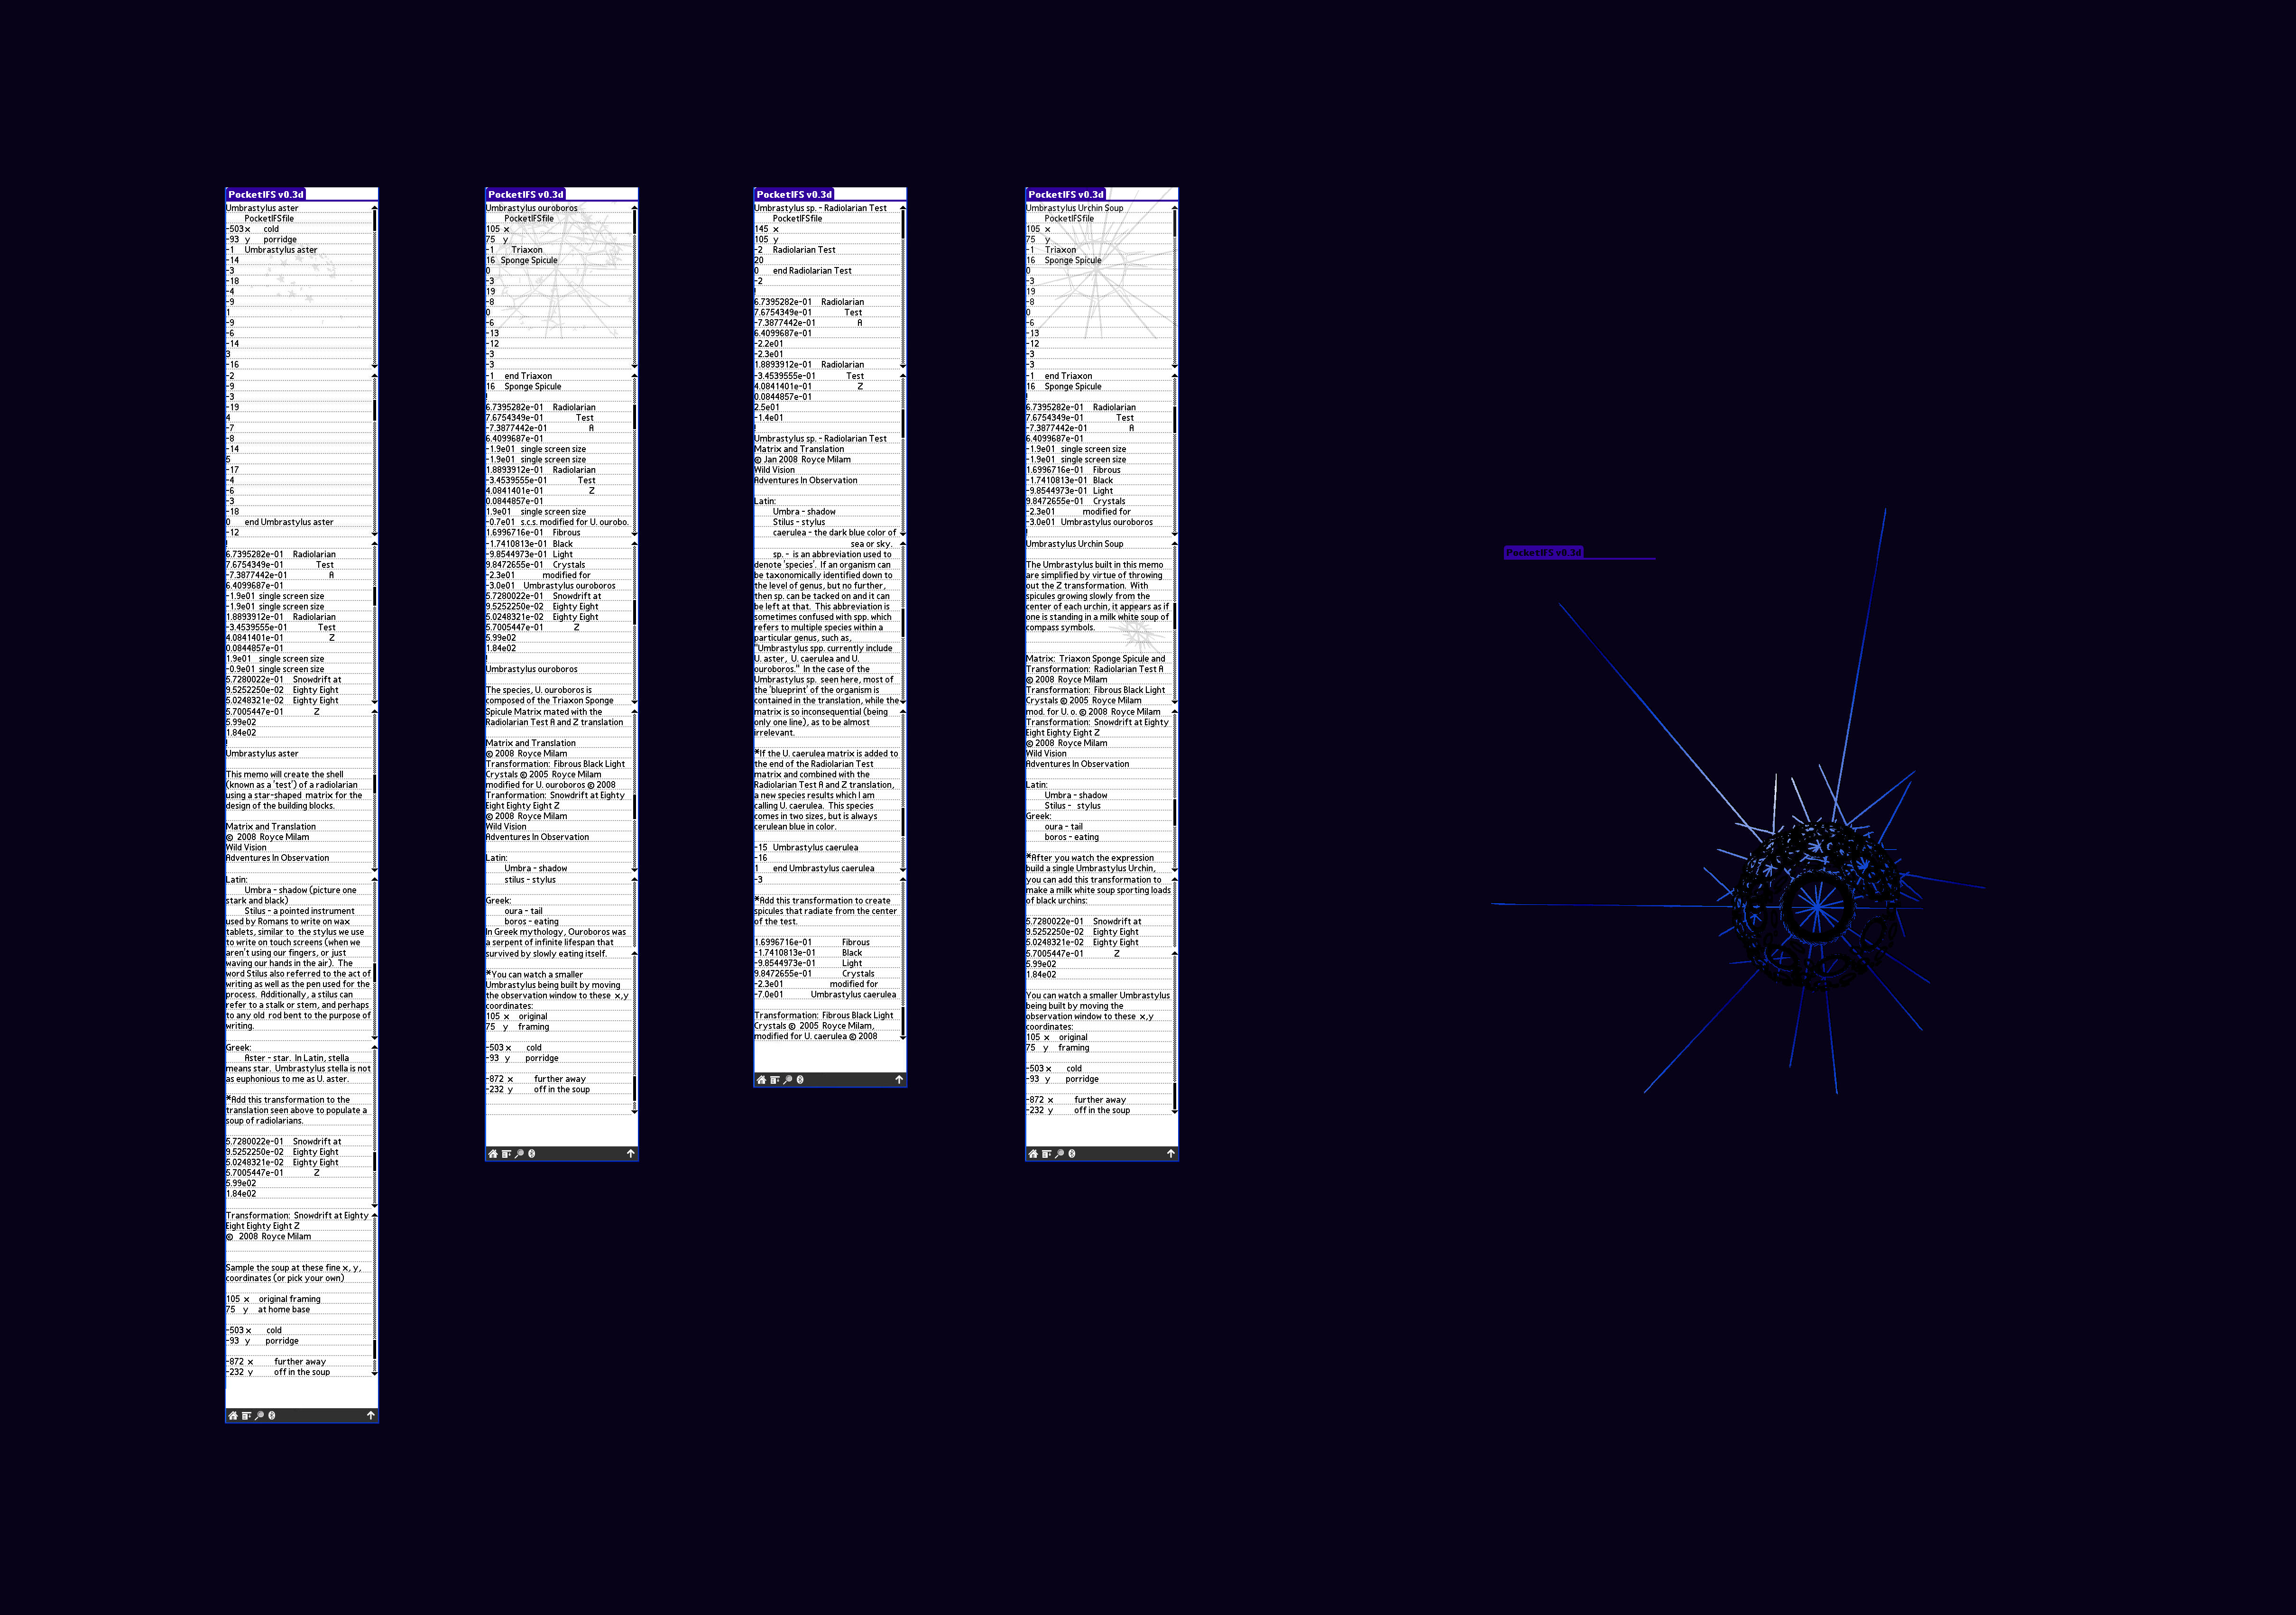 PocketIFS v0.3d
Umbrastylus aster
PocketIFSfile
-503 x cold
-93 y porridge
-1 Umbrastylus aster
-14
-3
-18
-4
-9
1
-9
-6
-14
3
-16
-2
-9
-3
-19
4
-7
-8
-14
5
-17
-4
-6
-3
-18
0 end Umbrastylus aster
-12
!
6.7395282e-01 Radiolarian
7.6754349e-01 Test
-7.3877442e-01 A
6.4099687e-01
-1.9e01 single screen size
-1.9e01 single screen size
1.8893912e-01 Radiolarian
-3.4539555e-01 Test
4.0841401e-01 Z
0.0844857e-01
1.9e01 single screen size
-0.9e01 single screen size
5.7280022e-01 Snowdrift at
9.5252250e-02 Eighty Eight
5.0248321e-02 Eighty Eight
5.7005447e-01 Z
5.99e02
1.84e02
!
Umbrastylus aster
This memo will create the shell
(known as a 'test') of a radiolarian
using a star-shaped matrix for the
design of the building blocks.
Matrix and Translation
© 2008 Royce Milam
Wild Vision
Adventures In Observation
Latin:
Umbra - shadow (picture one
stark and black)
Stilus - a pointed instrument
used by Romans to write on wax
tablets, similar to the stylus we use
to write on touch screens (when we
aren't using our fingers, or just
waving our hands in the air). The
word Stilus also referred to the act of
writing as well as the pen used for the
process. Additionally, a stilus can
refer to a stalk or stem, and perhaps
to any old rod bent to the purpose of
writing.
Greek:
Aster - star. In Latin, stella
means star. Umbrastylus stella is not
as euphonious to me as U. aster.
*Add this transformation to the
translation seen above to populate a
soup of radiolarians.
5.7280022e-01 Snowdrift at
9.5252250e-02 Eighty Eight
5.0248321e-02 Eighty Eight
5.7005447e-01 Z
5.99e02
1.84e02
Transformation: Snowdrift at Eighty
Eight Eighty Eight Z
© 2008 Royce Milam
Sample the soup at these fine x, y,
coordinates (or pick your own)
105 x original framing
75 y at home base
-503 x cold
-93 y porridge
-872 x further away
-232 y off in the soup
PocketIFS v0.3d
Umbrastylus ouroboros
PocketIFSfile
105 x
75 y
-1 Triaxon
16 Sponge Spicule
0
-3
19
-8
0
-6
-13
-12
-3
-3
-1 end Triaxon
16 Sponge Spicule
!
6.7395282e-01 Radiolarian
7.6754349e-01 Test
-7.3877442e-01 A
6.4099687e-01
-1.9e01 single screen size
-1.9e01 single screen size
1.8893912e-01 Radiolarian
-3.4539555e-01 Test
4.0841401e-01 Z
0.0844857e-01
1.9e01 single screen size
-0.7e01 s.c.s. modified for U. ourobo.
1.6996716e-01 Fibrous
-1.7410813e-01 Black
-9.8544973e-01 Light
9.8472655e-01 Crystals
-2.3e01 modified for
-3.0e01 Umbrastylus ouroboros
5.7280022e-01 Snowdrift at
9.5252250e-02 Eighty Eight
5.0248321e-02 Eighty Eight
5.7005447e-01 Z
5.99e02
1.84e02
!
Umbrastylus ouroboros
The species, U. ouroboros is
composed of the Triaxon Sponge
Spicule Matrix mated with the
Radiolarian Test A and Z translation
Matrix and Translation
© 2008 Royce Milam
Transformation: Fibrous Black Light
Crystals © 2005 Royce Milam
modified for U. ouroboros © 2008
Tranformation: Snowdrift at Eighty
Eight Eighty Eight Z
© 2008 Royce Milam
Wild Vision
Adventures In Observation
Latin:
Umbra - shadow
stilus - stylus
Greek:
oura - tail
boros - eating
In Greek mythology, Ouroboros was
a serpent of infinite lifespan that
survived by slowly eating itself.
*You can watch a smaller
Umbrastylus being built by moving
the observation window to these x,y
coordinates:
105 x original
75 y framing
-503 x cold
-93 y porridge
-872 x further away
-232 y off in the soup
PocketIFS v0.3d
Umbrastylus sp. - Radiolarian Test
PocketIFSfile
145 x
105 y
-2 Radiolarian Test
20
0 end Radiolarian Test
-2
!
6.7395282e-01 Radiolarian
7.6754349e-01 Test
-7.3877442e-01 A
6.4099687e-01
-2.2e01
-2.3e01
1.8893912e-01 Radiolarian
-3.4539555e-01 Test
4.0841401e-01 Z
0.0844857e-01
2.5e01
-1.4e01
!
Umbrastylus sp. - Radiolarian Test
Matrix and Translation
© Jan 2008 Royce Milam
Wild Vision
Adventures In Observation
Latin:
Umbra - shadow
Stilus - stylus
caerulea - the dark blue color of
sea or sky.
sp. - is an abbreviation used to
denote 'species'. If an organism can
be taxonomically identified down to
the level of genus, but no further,
then sp. can be tacked on and it can
be left at that. This abbreviation is
sometimes confused with spp. which
refers to multiple species within a
particular genus, such as,
"Umbrastylus spp. currently include
U. aster, U. caerulea and U.
ouroboros." In the case of the
Umbrastylus sp. seen here, most of
the 'blueprint' of the organism is
contained in the translation, while the
matrix is so inconsequential (being
only one line), as to be almost
irrelevant.
*If the U. caerulea matrix is added to
the end of the Radiolarian Test
matrix and combined with the
Radiolarian Test A and Z translation,
a new species results which I am
calling U. caerulea. This species
comes in two sizes, but is always
cerulean blue in color.
-15 Umbrastylus caerulea
-16
1 end Umbrastylus caerulea
-3
*Add this transformation to create
spicules that radiate from the center
of the test.
1.6996716e-01 Fibrous
-1.7410813e-01 Black
-9.8544973e-01 Light
9.8472655e-01 Crystals
-2.3e01 modified for
-7.0e01 Umbrastylus caerulea
Transformation: Fibrous Black Light
Crystals © 2005 Royce Milam,
modified for U. caerulea © 2008
PocketIFS v0.3d
Umbrastylus Urchin Soup
PocketIFSfile
105 x
75 y
-1 Triaxon
16 Sponge Spicule
0
-3
19
-8
0
-6
-13
-12
-3
-3
-1 end Triaxon
16 Sponge Spicule
!
6.7395282e-01 Radiolarian
7.6754349e-01 Test
-7.3877442e-01 A
6.4099687e-01
-1.9e01 single screen size
-1.9e01 single screen size
1.6996716e-01 Fibrous
-1.7410813e-01 Black
-9.8544973e-01 Light
9.8472655e-01 Crystals
-2.3e01 modified for
-3.0e01 Umbrastylus ouroboros
!
Umbrastylus Urchin Soup
The Umbrastylus built in this memo
are simplified by virtue of throwing
out the Z transformation. With
spicules growing slowly from the
center of each urchin, it appears as if
one is standing in a milk white soup of
compass symbols.
Matrix: Triaxon Sponge Spicule and
Transformation: Radiolarian Test A
© 2008 Royce Milam
Transformation: Fibrous Black Light
Crystals © 2005 Royce Milam
mod. for U. o. © 2008 Royce Milam
Transformation: Snowdrift at Eighty
Eight Eighty Eight Z
© 2008 Royce Milam
Wild Vision
Adventures In Observation
Latin:
Umbra - shadow
Stilus - stylus
Greek:
oura - tail
boros - eating
*After you watch the expression
build a single Umbrastylus Urchin,
you can add this transformation to
make a milk white soup sporting loads
of black urchins:
5.7280022e-01 Snowdrift at
9.5252250e-02 Eighty Eight
5.0248321e-02 Eighty Eight
5.7005447e-01 Z
5.99e02
1.84e02
You can watch a smaller Umbrastylus
being built by moving the
observation window to these x,y
coordinates:
105 x original
75 y framing
-503 x cold
-93 y porridge
-872 x further away
-232 y off in the soup
PocketIFS v0.3d